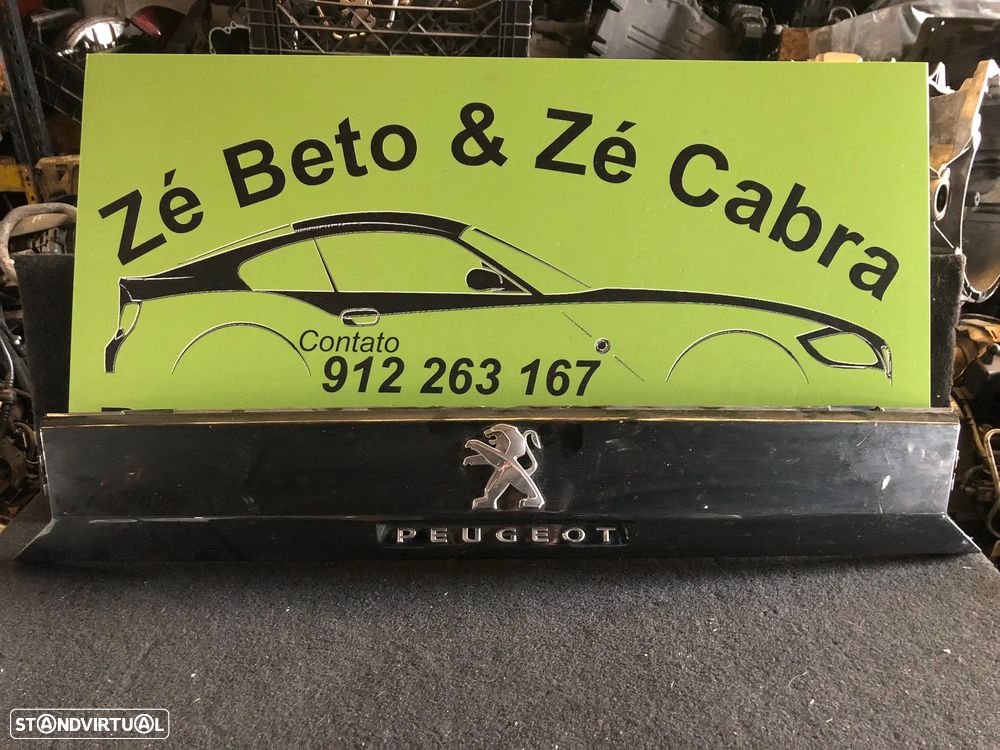 Zé Beto & Zé Cabra
Contato
912 263 167
PEUGEOT
STANDVIRTUAL